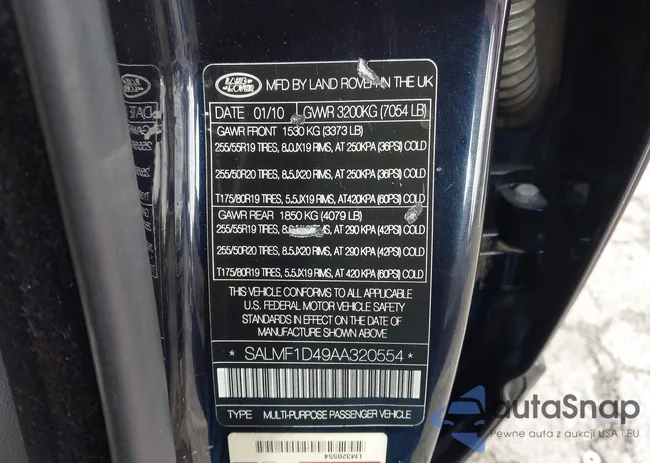 LAND
ROVER
MFD BY LAND ROVER IN THE UK
DATE 01/10 GVWR 3200KG (7054 LB)
GAWR FRONT 1530 KG (3373 LB)
255/55R19 TIRES, 8.0JX19 RIMS, AT 250KPA (36PSI) COLD
255/50R20 TIRES, 8.5JX20 RIMS, AT 250KPA (36PSI) COLD
T175/80R19 TIRES, 5.5JX19 RIMS, AT420KPA (60PSI) COLD
GAWR REAR 1850 KG (4079 LB)
255/55R19 TIRES, RIMS, AT 290 KPA (42PSI) COLD
255/50R20 TIRES, 8.5JX20 RIMS, AT 290 KPA (42PSI) COLD
T175/80R19 TIRES, 5.5JX19 RIMS, AT 420 KPA (60PSI) COLD
THIS VEHICLE CONFORMS TO ALL APPLICABLE
U.S. FEDERAL MOTOR VEHICLE SAFETY
STANDARDS IN EFFECT ON THE DATE OF
MANUFACTURE SHOWN ABOVE.
* SALMF1D49AA320554 *
TYPE MULTI-PURPOSE PASSENGER VEHICLE
LM320554
autoSnap
Pewne auta z aukcji USA i EU